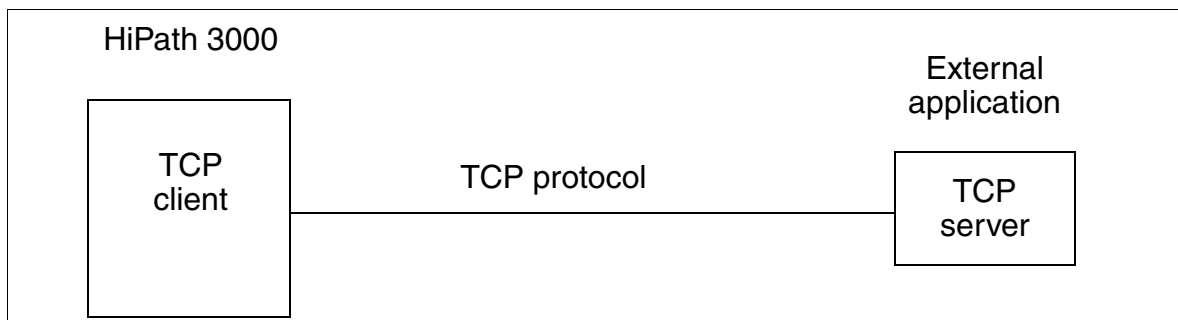 HiPath 3000
External
application
TCP
client
TCP protocol
TCP
server